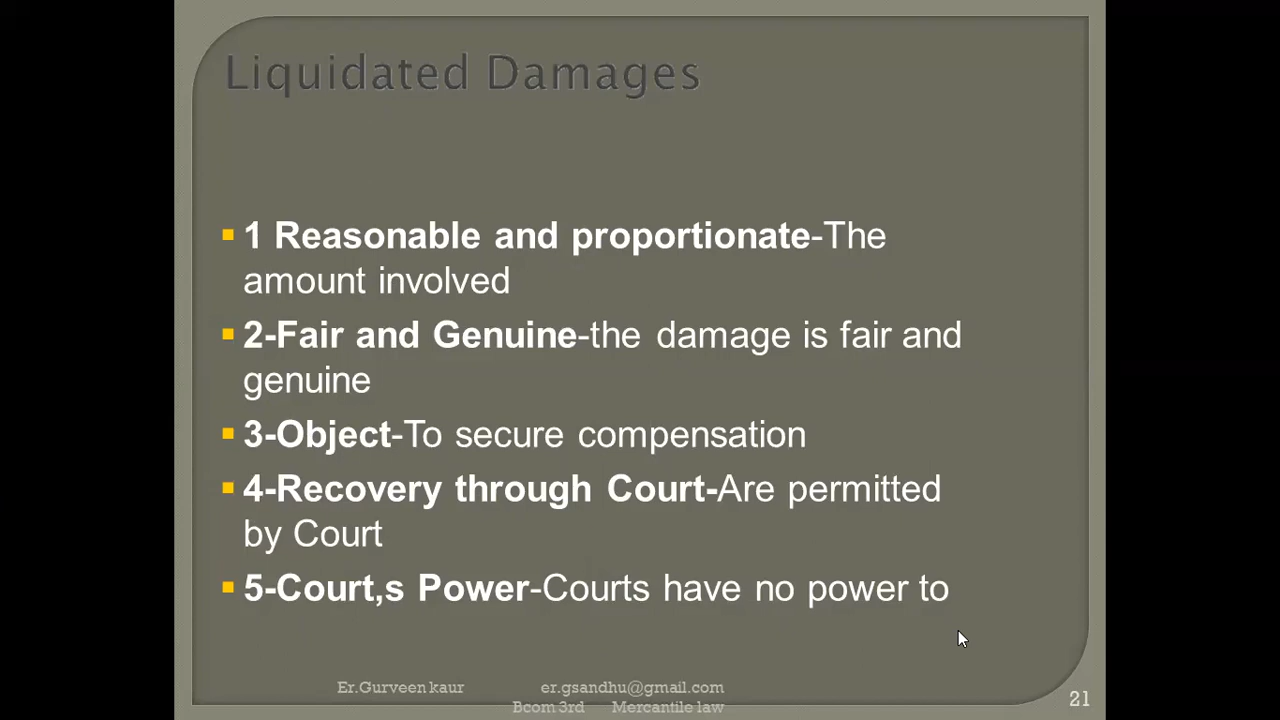 Liquidated Damages
1 Reasonable and proportionate-The
amount involved
2-Fair and Genuine-the damage is fair and
genuine
3-Object-To secure compensation
4-Recovery through Court-Are permitted
by Court
5-Court,s Power-Courts have no power to
Er.Gurveen kaur er.gsandhu@gmail.com
Bcom 3rd Mercantile law
21